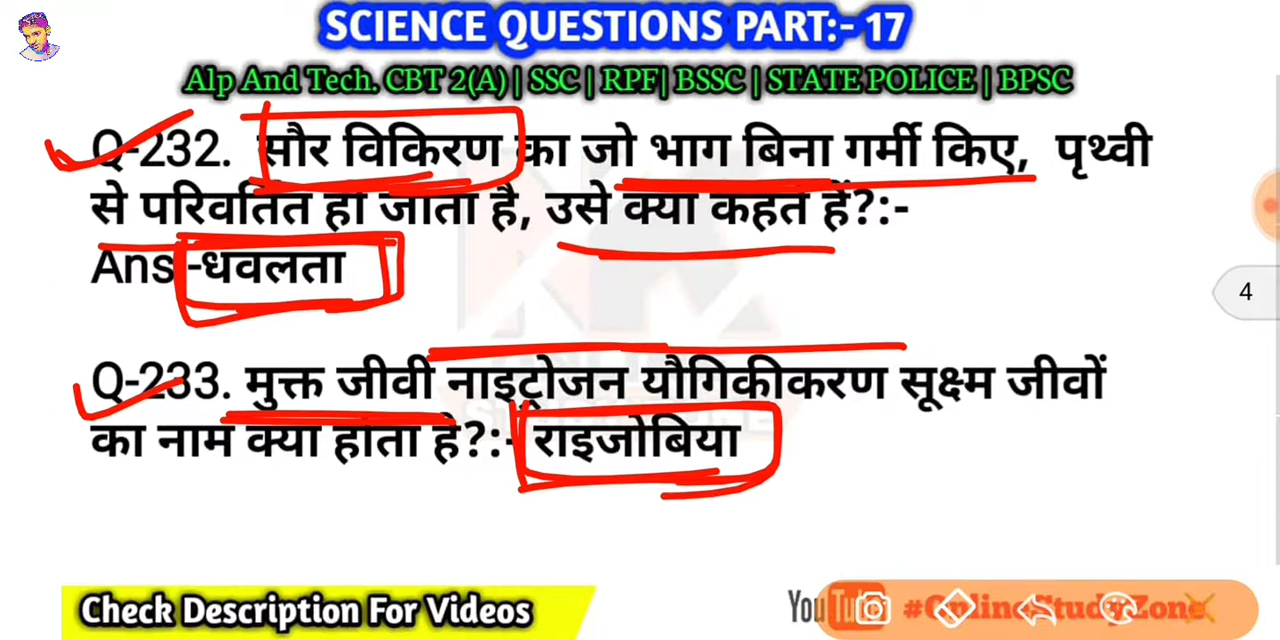 SCIENCE QUESTIONS PART:- 17
Alp And Tech. CBT 2(A)| SSC | RPF| BSSC | STATE POLICE | BPSC
Q-232. सौर विकिरण का जो भाग बिना गर्मी किए, पृथ्वी
से परिवर्तित हो जाता है, उसे क्या कहते हैं?:-
Ans -धवलता
4
Q-233. मुक्त जीवी नाइट्रोजन यौगिकीकरण सूक्ष्म जीवों
का नाम क्या होता है?:- राइजोबिया
Check Description For Videos
YouTube #OnlineStudyZone